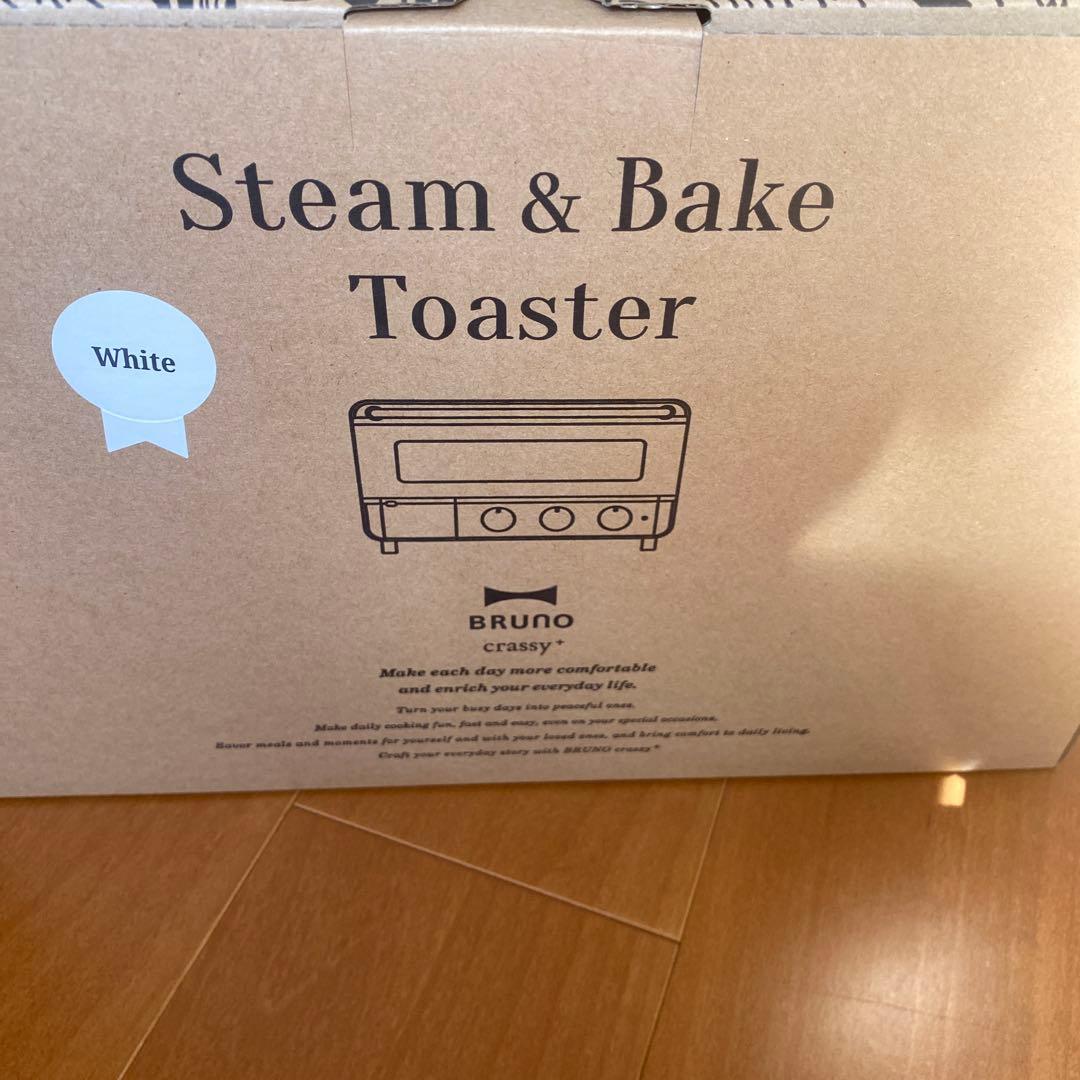 Steam & Bake
Toaster
White
BRUNO
crassy+
Make each day more comfortable
and enrich your everyday life.
Turn your busy days into peaceful ones.
Make daily cooking fun, fast and easy, even on your special occasions.
Savor meals and moments for yourself and with your loved ones, and bring comfort to daily living.
Craft your everyday story with BRUNO crassy+